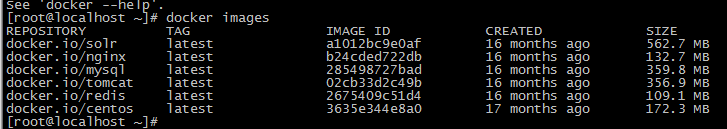 See 'docker --help'.
[root@localhost ~]# docker images
REPOSITORY TAG IMAGE ID CREATED SIZE
docker.io/solr latest a1012bc9e0af 16 months ago 562.7 MB
docker.io/nginx latest b24cded722db 16 months ago 132.7 MB
docker.io/mysql latest 285498727bad 16 months ago 359.8 MB
docker.io/tomcat latest 02cb33d2c49b 16 months ago 356.9 MB
docker.io/redis latest 2675409c51d4 16 months ago 109.1 MB
docker.io/centos latest 3635e344e8a0 17 months ago 172.3 MB
[root@localhost ~]#